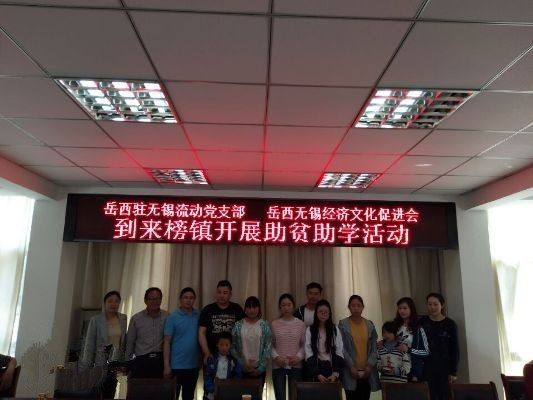 岳西驻无锡流动党支部 岳西无锡经济文化促进会
到来榜镇开展助贫助学活动